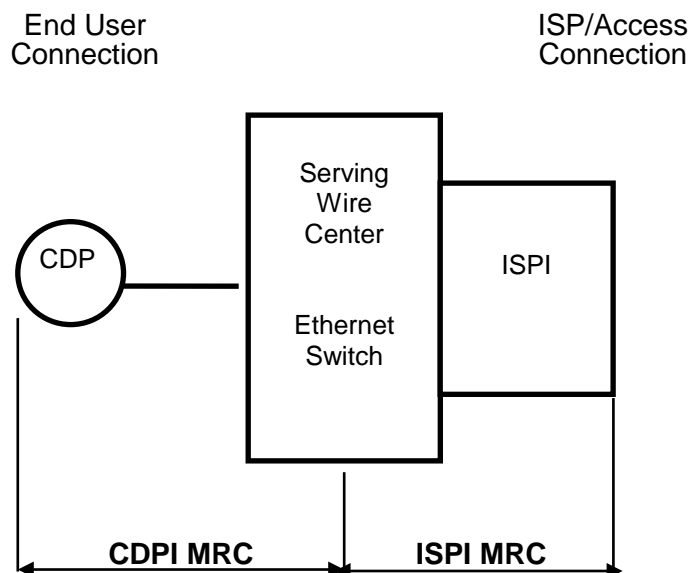 End User
Connection
ISP/Access
Connection
Serving
Wire
Center
CDP
ISPI
Ethernet
Switch
CDPI MRC
ISPI MRC